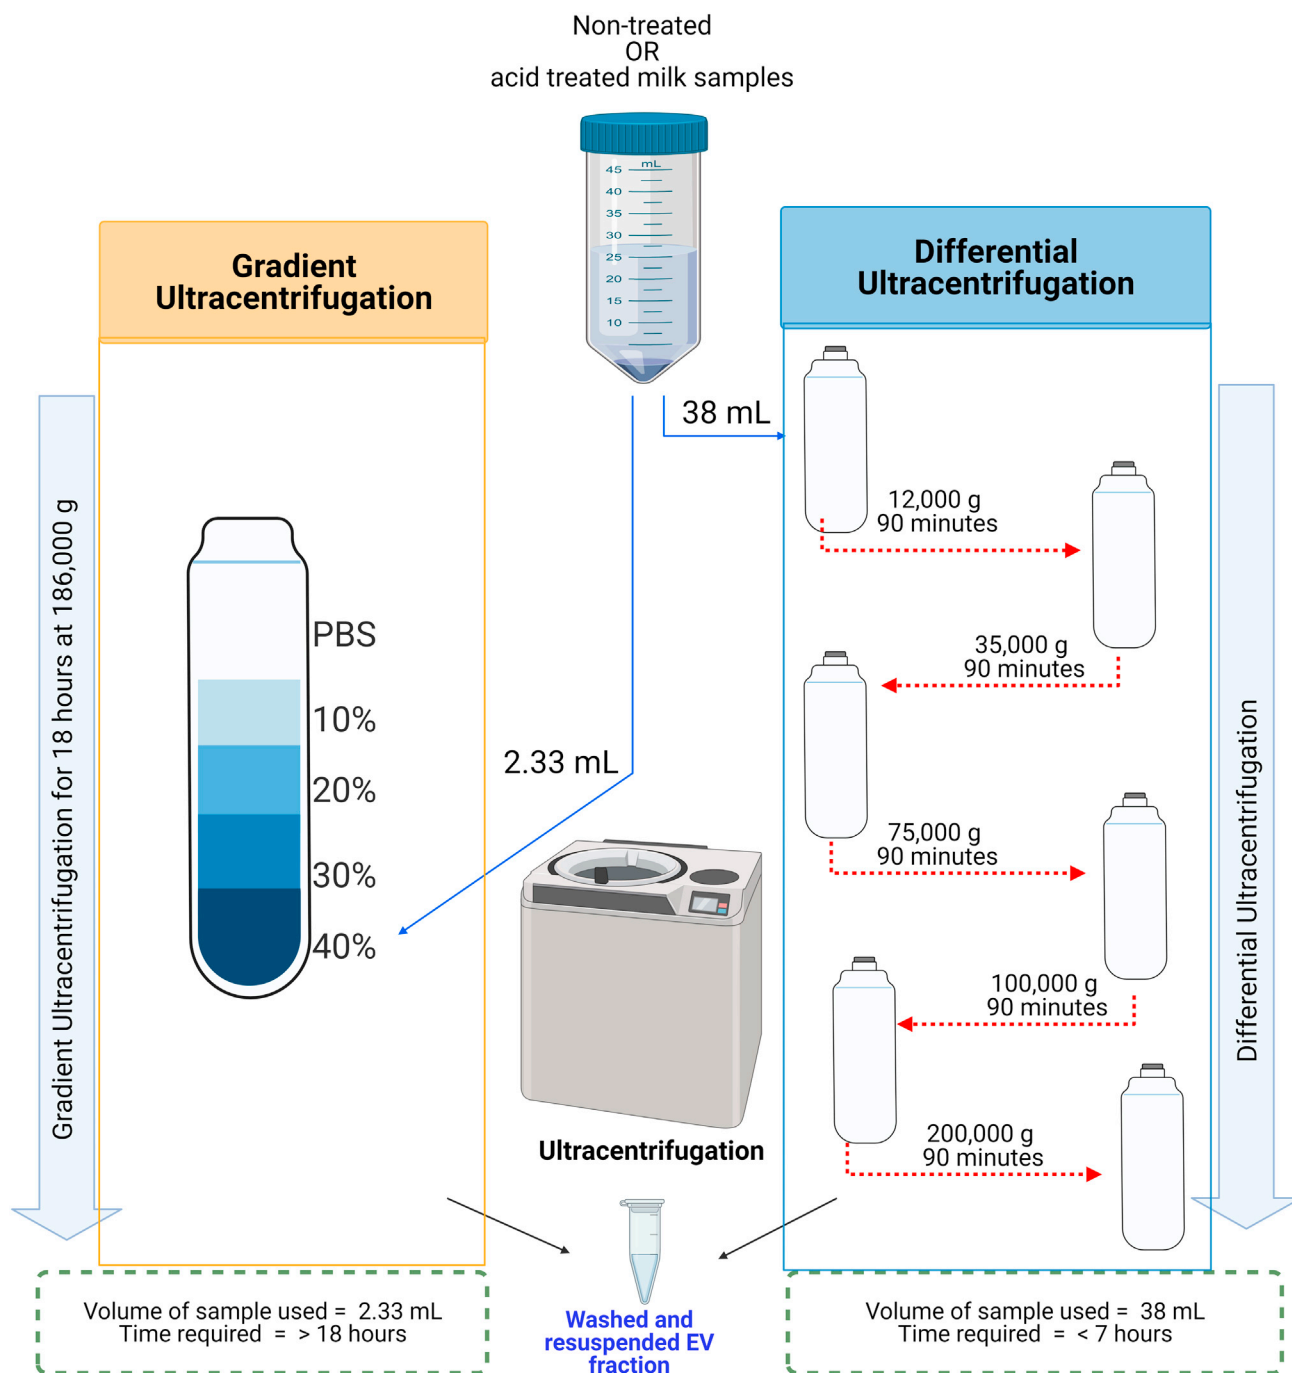 Non-treated
OR
acid treated milk samples
mL
45
40
35
30
25
20
15
10
Gradient
Ultracentrifugation
Differential
Ultracentrifugation
38 mL
2.33 mL
Gradient Ultracentrifugation for 18 hours at 186,000 g
PBS
10%
20%
30%
40%
12,000 g
90 minutes
35,000 g
90 minutes
75,000 g
90 minutes
100,000 g
90 minutes
200,000 g
90 minutes
Differential Ultracentrifugation
Ultracentrifugation
Washed and
resuspended EV
fraction
Volume of sample used = 2.33 mL
Time required = > 18 hours
Volume of sample used = 38 mL
Time required = < 7 hours